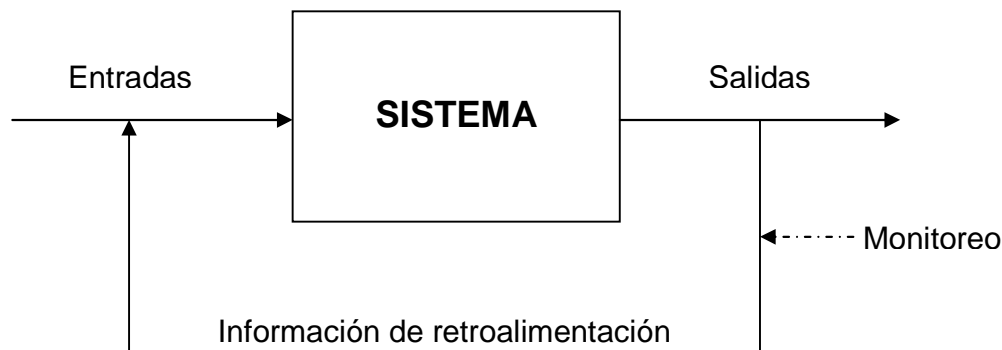 Entradas
SISTEMA
Salidas
Monitoreo
Información de retroalimentación